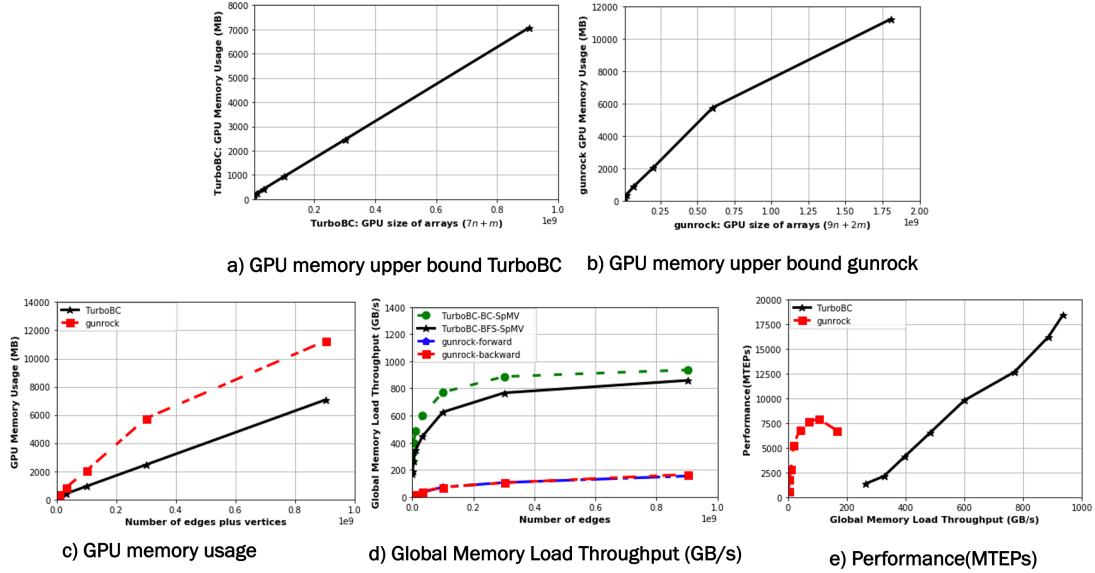 8000
7000
6000
5000
4000
3000
2000
1000
0
TurboBC: GPU Memory Usage (MB)
0.2 0.4 0.6 0.8 1.0
1e9
TurboBC: GPU size of arrays (7n + m)
a) GPU memory upper bound TurboBC
12000
10000
8000
6000
4000
2000
0
gunrock GPU Memory Usage (MB)
0.25 0.50 0.75 1.00 1.25 1.50 1.75 2.00
1e9
gunrock: GPU size of arrays (9n + 2m)
b) GPU memory upper bound gunrock
14000
12000
10000
8000
6000
4000
2000
0
GPU Memory Usage (MB)
TurboBC
gunrock
0.0 0.2 0.4 0.6 0.8 1.0
1e9
Number of edges plus vertices
c) GPU memory usage
1400
1200
1000
800
600
400
200
0
Global Memory Load Throughput (GB/s)
TurboBC-BC-SpMV
TurboBC-BFS-SpMV
gunrock-forward
gunrock-backward
0.0 0.2 0.4 0.6 0.8 1.0
1e9
Number of edges
d) Global Memory Load Throughput (GB/s)
20000
17500
15000
12500
10000
7500
5000
2500
0
Performance(MTEPs)
TurboBC
gunrock
0 200 400 600 800 1000
Global Memory Load Throughput (GB/s)
e) Performance(MTEPs)